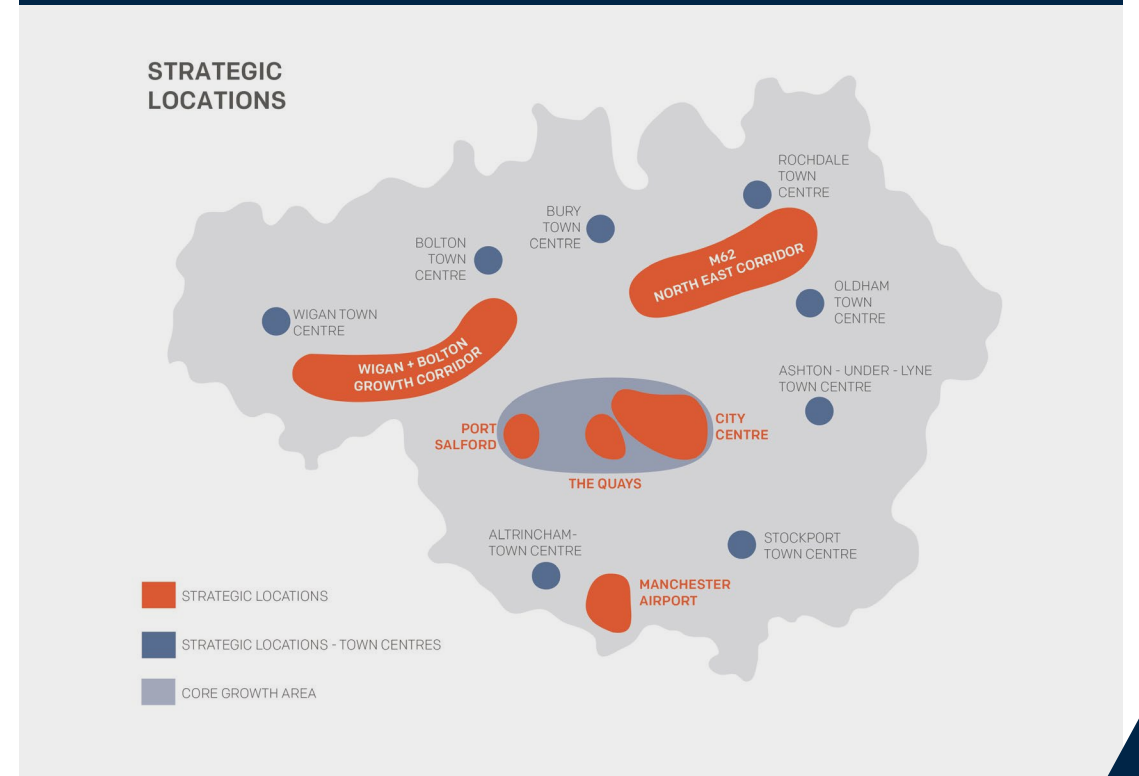 STRATEGIC
LOCATIONS
ROCHDALE
TOWN
CENTRE
BURY
TOWN
CENTRE
BOLTON
TOWN
CENTRE
M62
NORTH EAST CORRIDOR
OLDHAM
TOWN
CENTRE
WIGAN TOWN
CENTRE
WIGAN + BOLTON
GROWTH CORRIDOR
ASHTON - UNDER - LYNE
TOWN CENTRE
PORT
SALFORD
CITY
CENTRE
THE QUAYS
ALTRINCHAM-
TOWN CENTRE
STOCKPORT
TOWN CENTRE
MANCHESTER
AIRPORT
STRATEGIC LOCATIONS
STRATEGIC LOCATIONS - TOWN CENTRES
CORE GROWTH AREA